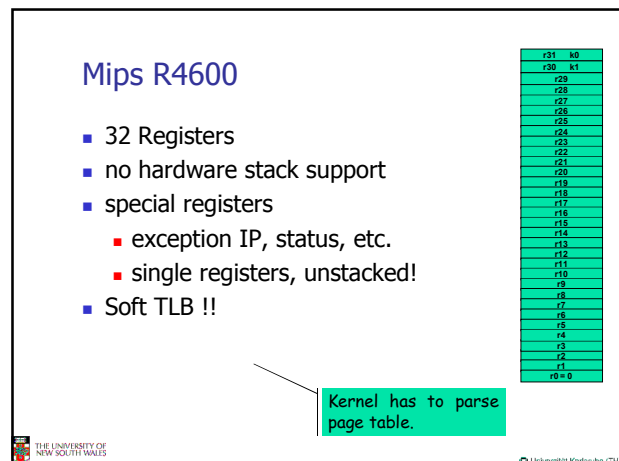 Mips R4600
32 Registers
no hardware stack support
special registers
exception IP, status, etc.
single registers, unstacked!
Soft TLB !!
r31 k0
r30 k1
r29
r28
r27
r26
r25
r24
r23
r22
r21
r20
r19
r18
r17
r16
r15
r14
r13
r12
r11
r10
r9
r8
r7
r6
r5
r4
r3
r2
r1
r0 = 0
Kernel has to parse
page table.
THE UNIVERSITY OF
NEW SOUTH WALES